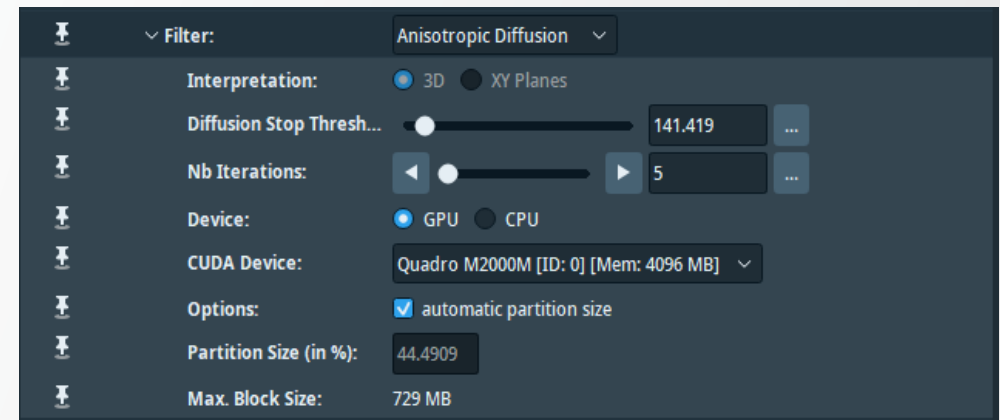 Filter: Anisotropic Diffusion
Interpretation: 3D XY Planes
Diffusion Stop Thresh... 141.419 ...
Nb Iterations: 5 ...
Device: GPU CPU
CUDA Device: Quadro M2000M [ID: 0] [Mem: 4096 MB]
Options: automatic partition size
Partition Size (in %): 44.4909
Max. Block Size: 729 MB